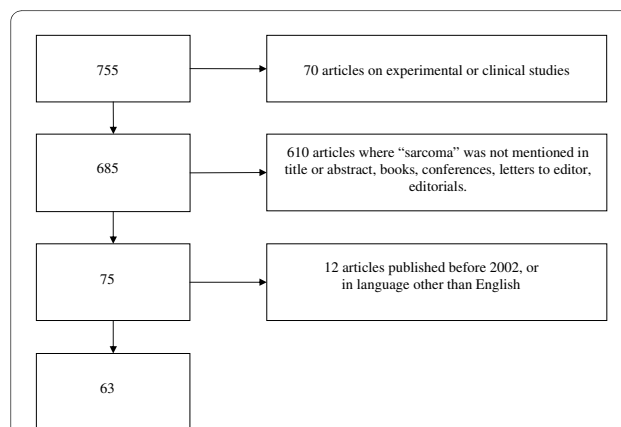 755
70 articles on experimental or clinical studies
685
610 articles where “sarcoma” was not mentioned in
title or abstract, books, conferences, letters to editor,
editorials.
75
12 articles published before 2002, or
in language other than English
63